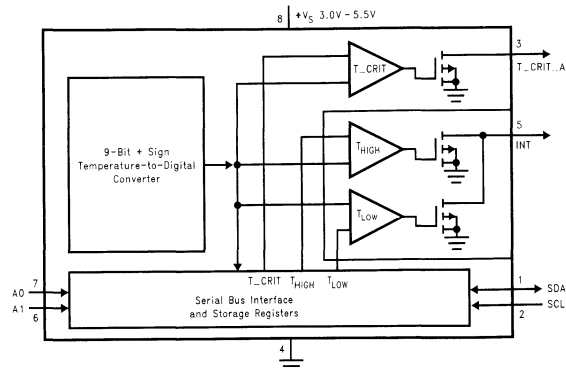 8
+VS 3.0V–5.5V
3
T_CRIT_A
T_CRIT
9-Bit + Sign
Temperature-to-Digital
Converter
THIGH
5
INT
TLOW
T_CRIT THIGH TLOW
7
A0
A1
6
Serial Bus Interface
and Storage Registers
1
SDA
SCL
2
4